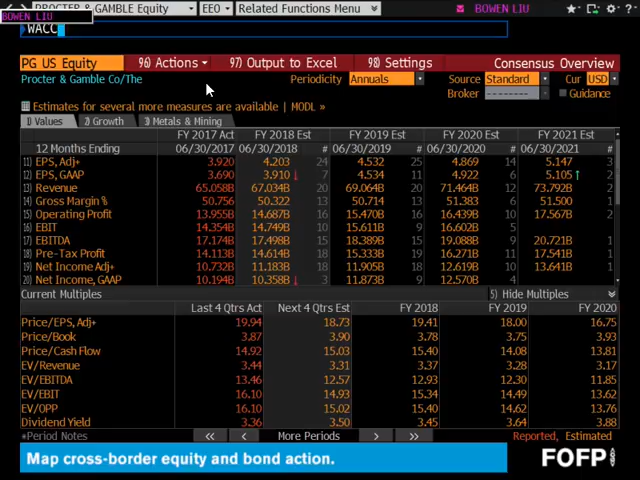 PROCTER & GAMBLE Equity EEO Related Functions Menu BOWEN LIU
BOWEN LIU
WACC
PG US Equity 96) Actions 97) Output to Excel 98) Settings Consensus Overview
Procter & Gamble Co/The Periodicity Annuals Source Standard Cur USD
Broker -------- Guidance
Estimates for several more measures are available | MODL »
1) Values 2) Growth 3) Metals & Mining
FY 2017 Act FY 2018 Est FY 2019 Est FY 2020 Est FY 2021 Est
12 Months Ending 06/30/2017 06/30/2018 # 06/30/2019 # 06/30/2020 # 06/30/2021 #
11) EPS, Adj+ 3.920 4.203 24 4.532 25 4.869 14 5.147 3
12) EPS, GAAP 3.690 3.910 ↓ 7 4.534 11 4.922 6 5.105 ↑ 2
13) Revenue 65.058B 67.034B 20 69.064B 20 71.464B 12 73.792B 3
14) Gross Margin % 50.756 50.322 13 50.714 13 51.383 6 51.500 1
15) Operating Profit 13.955B 14.687B 16 15.470B 16 16.439B 10 17.567B 2
16) EBIT 14.354B 14.749B 10 15.611B 9 16.602B 5
17) EBITDA 17.174B 17.498B 15 18.389B 15 19.088B 9 20.721B 1
18) Pre-Tax Profit 14.113B 14.614B 18 15.333B 19 16.271B 11 17.541B 1
19) Net Income Adj+ 10.732B 11.183B 18 11.905B 18 12.619B 10 13.641B 1
20) Net Income, GAAP 10.194B 10.358B ↓ 3 11.873B 9 12.570B 4
Current Multiples 5) Hide Multiples
Last 4 Qtrs Act Next 4 Qtrs Est FY 2018 FY 2019 FY 2020
Price/EPS, Adj+ 19.94 18.73 19.41 18.00 16.75
Price/Book 3.87 3.90 3.78 3.75 3.93
Price/Cash Flow 14.92 15.03 15.40 14.08 13.81
EV/Revenue 3.44 3.31 3.37 3.28 3.17
EV/EBITDA 13.46 12.57 12.93 12.30 11.85
EV/EBIT 16.10 14.93 15.34 14.49 13.62
EV/OPP 16.10 15.02 15.40 14.62 13.76
Dividend Yield 3.36 3.50 3.45 3.64 3.88
*Period Notes « ‹ More Periods › » Reported, Estimated
Map cross-border equity and bond action. FOFP